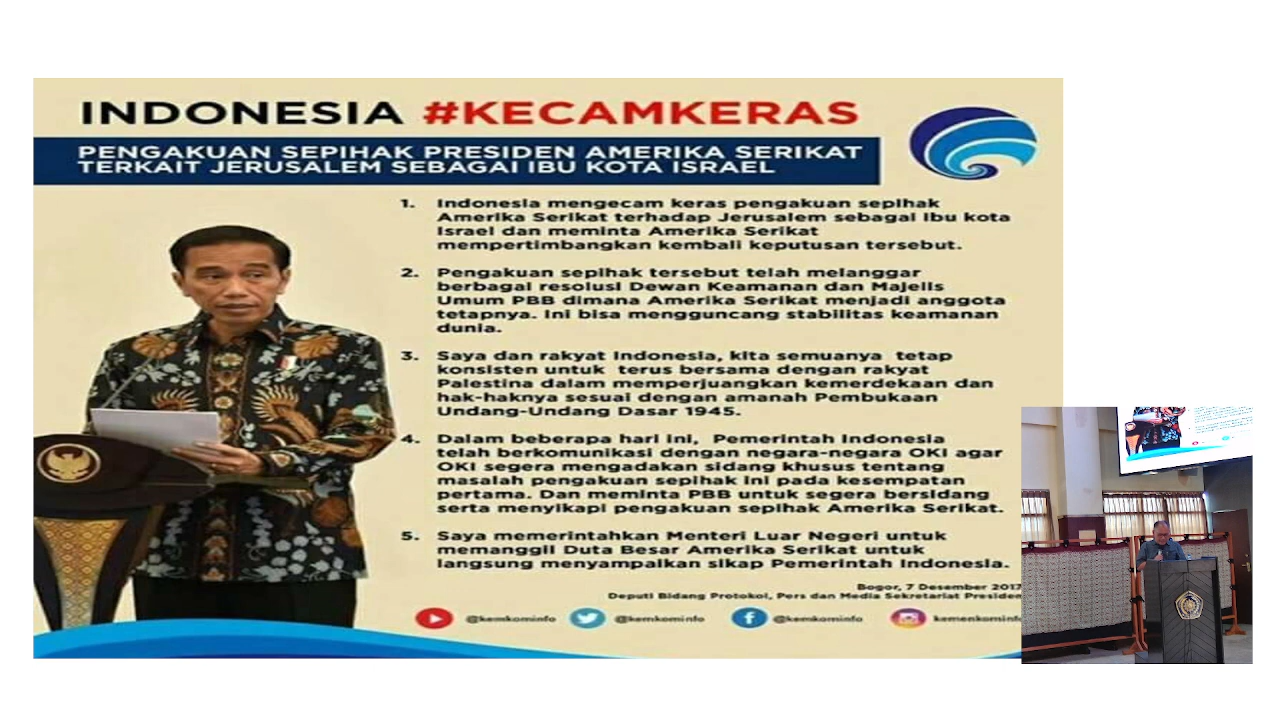 INDONESIA #KECAMKERAS
PENGAKUAN SEPIHAK PRESIDEN AMERIKA SERIKAT
TERKAIT JERUSALEM SEBAGAI IBU KOTA ISRAEL
1. Indonesia mengecam keras pengakuan sepihak
Amerika Serikat terhadap Jerusalem sebagai ibu kota
Israel dan meminta Amerika Serikat
mempertimbangkan kembali keputusan tersebut.
2. Pengakuan sepihak tersebut telah melanggar
berbagai resolusi Dewan Keamanan dan Majelis
Umum PBB dimana Amerika Serikat menjadi anggota
tetapnya. Ini bisa mengguncang stabilitas keamanan
dunia.
3. Saya dan rakyat Indonesia, kita semuanya tetap
konsisten untuk terus bersama dengan rakyat
Palestina dalam memperjuangkan kemerdekaan dan
hak-haknya sesuai dengan amanah Pembukaan
Undang-Undang Dasar 1945.
4. Dalam beberapa hari ini, Pemerintah Indonesia
telah berkomunikasi dengan negara-negara OKI agar
OKI segera mengadakan sidang khusus tentang
masalah pengakuan sepihak ini pada kesempatan
pertama. Dan meminta PBB untuk segera bersidang
serta menyikapi pengakuan sepihak Amerika Serikat.
5. Saya memerintahkan Menteri Luar Negeri untuk
memanggil Duta Besar Amerika Serikat untuk
langsung menyampaikan sikap Pemerintah Indonesia.
Bogor, 7 Desember 2017
Deputi Bidang Protokol, Pers dan Media Sekretariat Presiden
@kemkominfo @kemkominfo @kemkominfo kemenkominfo